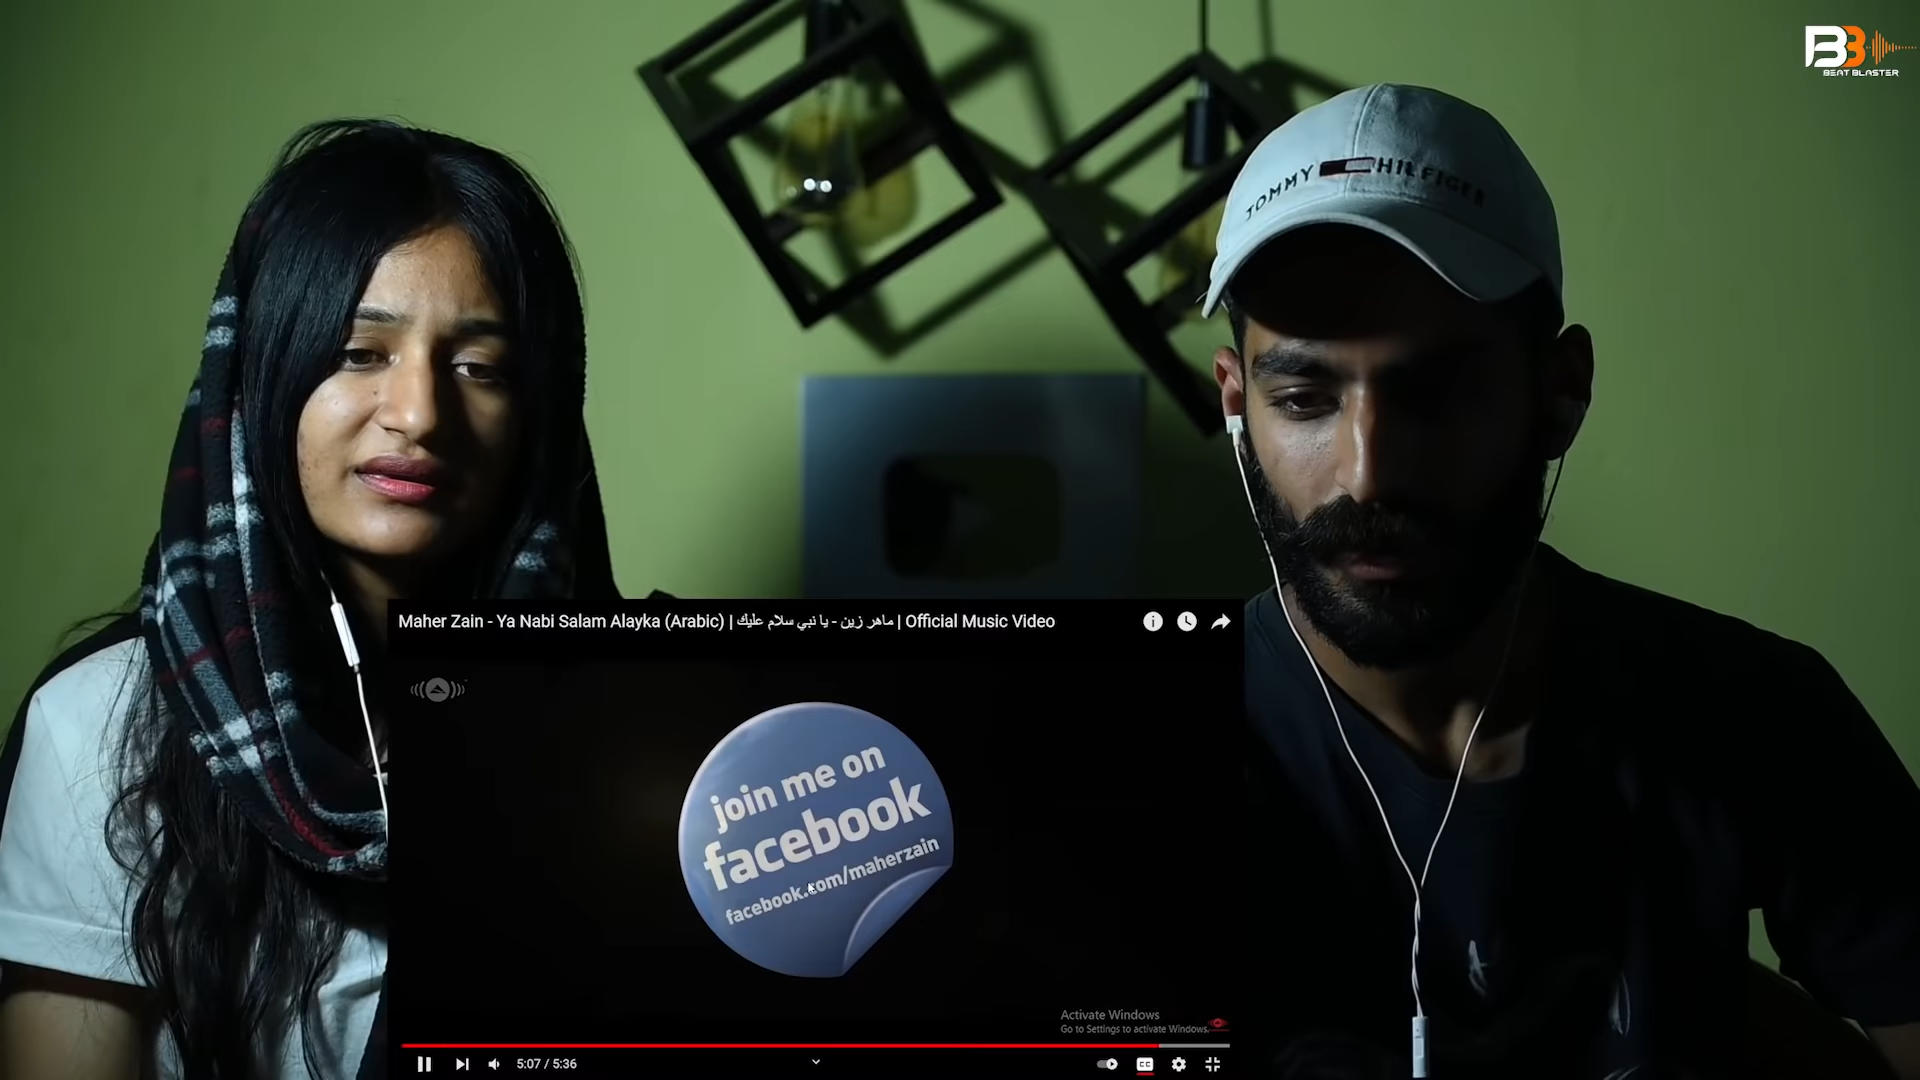 BB
BEAT BLASTER
TOMMY HILFIGER
Maher Zain - Ya Nabi Salam Alayka (Arabic) | ماهر زين - يا نبي سلام عليك | Official Music Video
join me on
facebook
facebook.com/maherzain
Activate Windows
Go to Settings to activate Windows.
5:07 / 5:36
CC